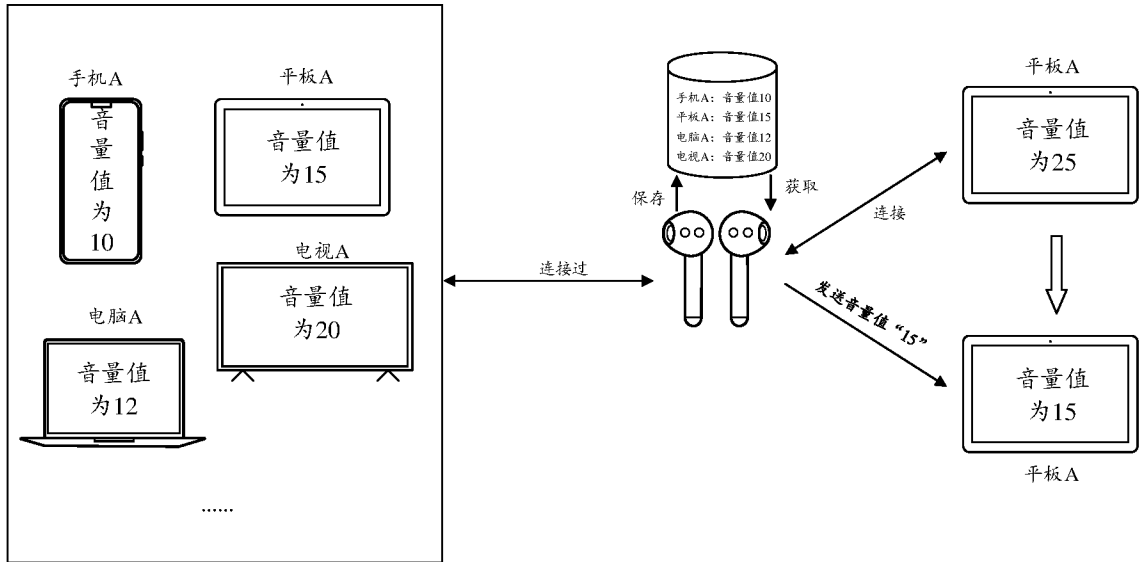 手机A
音
量
值
为
10
平板A
音量值
为15
电视A
音量值
为20
电脑A
音量值
为12
......
连接过
手机A：音量值10
平板A：音量值15
电脑A：音量值12
电视A：音量值20
保存
获取
连接
发送音量值“15”
平板A
音量值
为25
音量值
为15
平板A